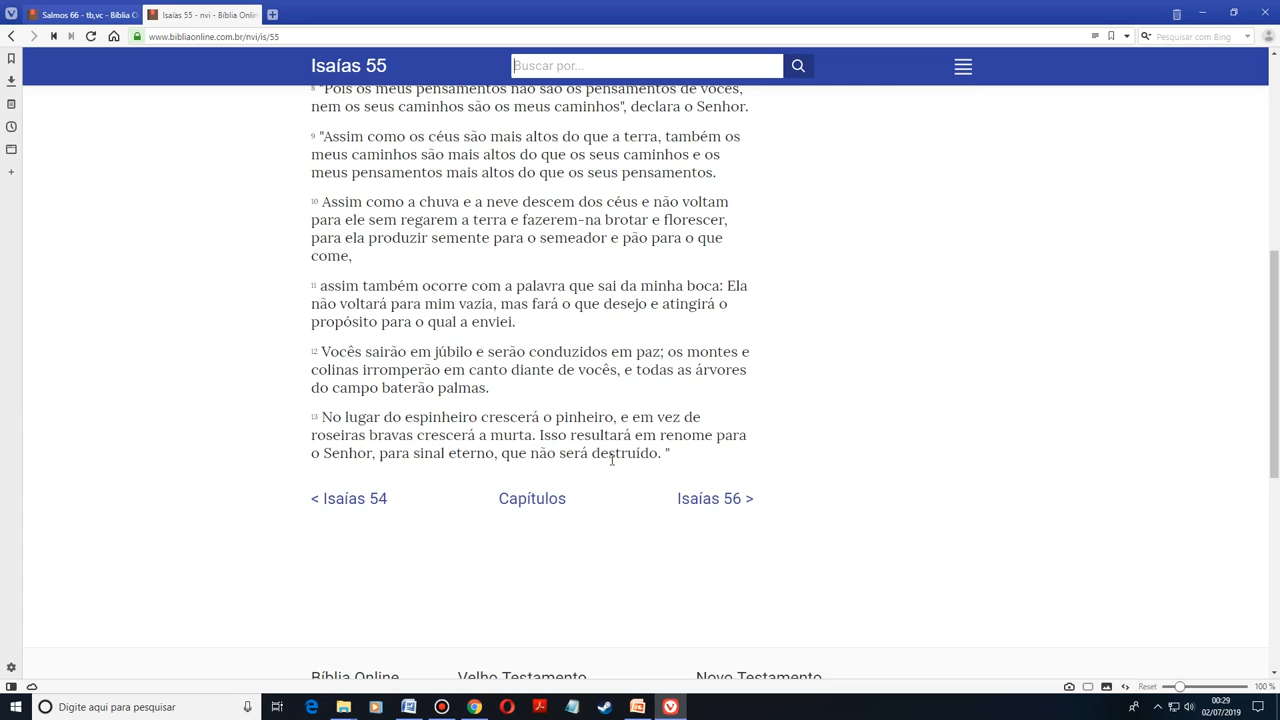 Salmos 66 - tb,vc - Bíblia O
Isaías 55 - nvi - Bíblia Onli
www.bibliaonline.com.br/nvi/is/55
Pesquisar com Bing
Isaías 55
Buscar por...
8 "Pois os meus pensamentos não são os pensamentos de vocês,
nem os seus caminhos são os meus caminhos", declara o Senhor.
9 "Assim como os céus são mais altos do que a terra, também os
meus caminhos são mais altos do que os seus caminhos e os
meus pensamentos mais altos do que os seus pensamentos.
10 Assim como a chuva e a neve descem dos céus e não voltam
para ele sem regarem a terra e fazerem-na brotar e florescer,
para ela produzir semente para o semeador e pão para o que
come,
11 assim também ocorre com a palavra que sai da minha boca: Ela
não voltará para mim vazia, mas fará o que desejo e atingirá o
propósito para o qual a enviei.
12 Vocês sairão em júbilo e serão conduzidos em paz; os montes e
colinas irromperão em canto diante de vocês, e todas as árvores
do campo baterão palmas.
13 No lugar do espinheiro crescerá o pinheiro, e em vez de
roseiras bravas crescerá a murta. Isso resultará em renome para
o Senhor, para sinal eterno, que não será destruído. "
< Isaías 54 Capítulos Isaías 56 >
Bíblia Online Velho Testamento Novo Testamento
Reset 100 %
Digite aqui para pesquisar
00:29
02/07/2019